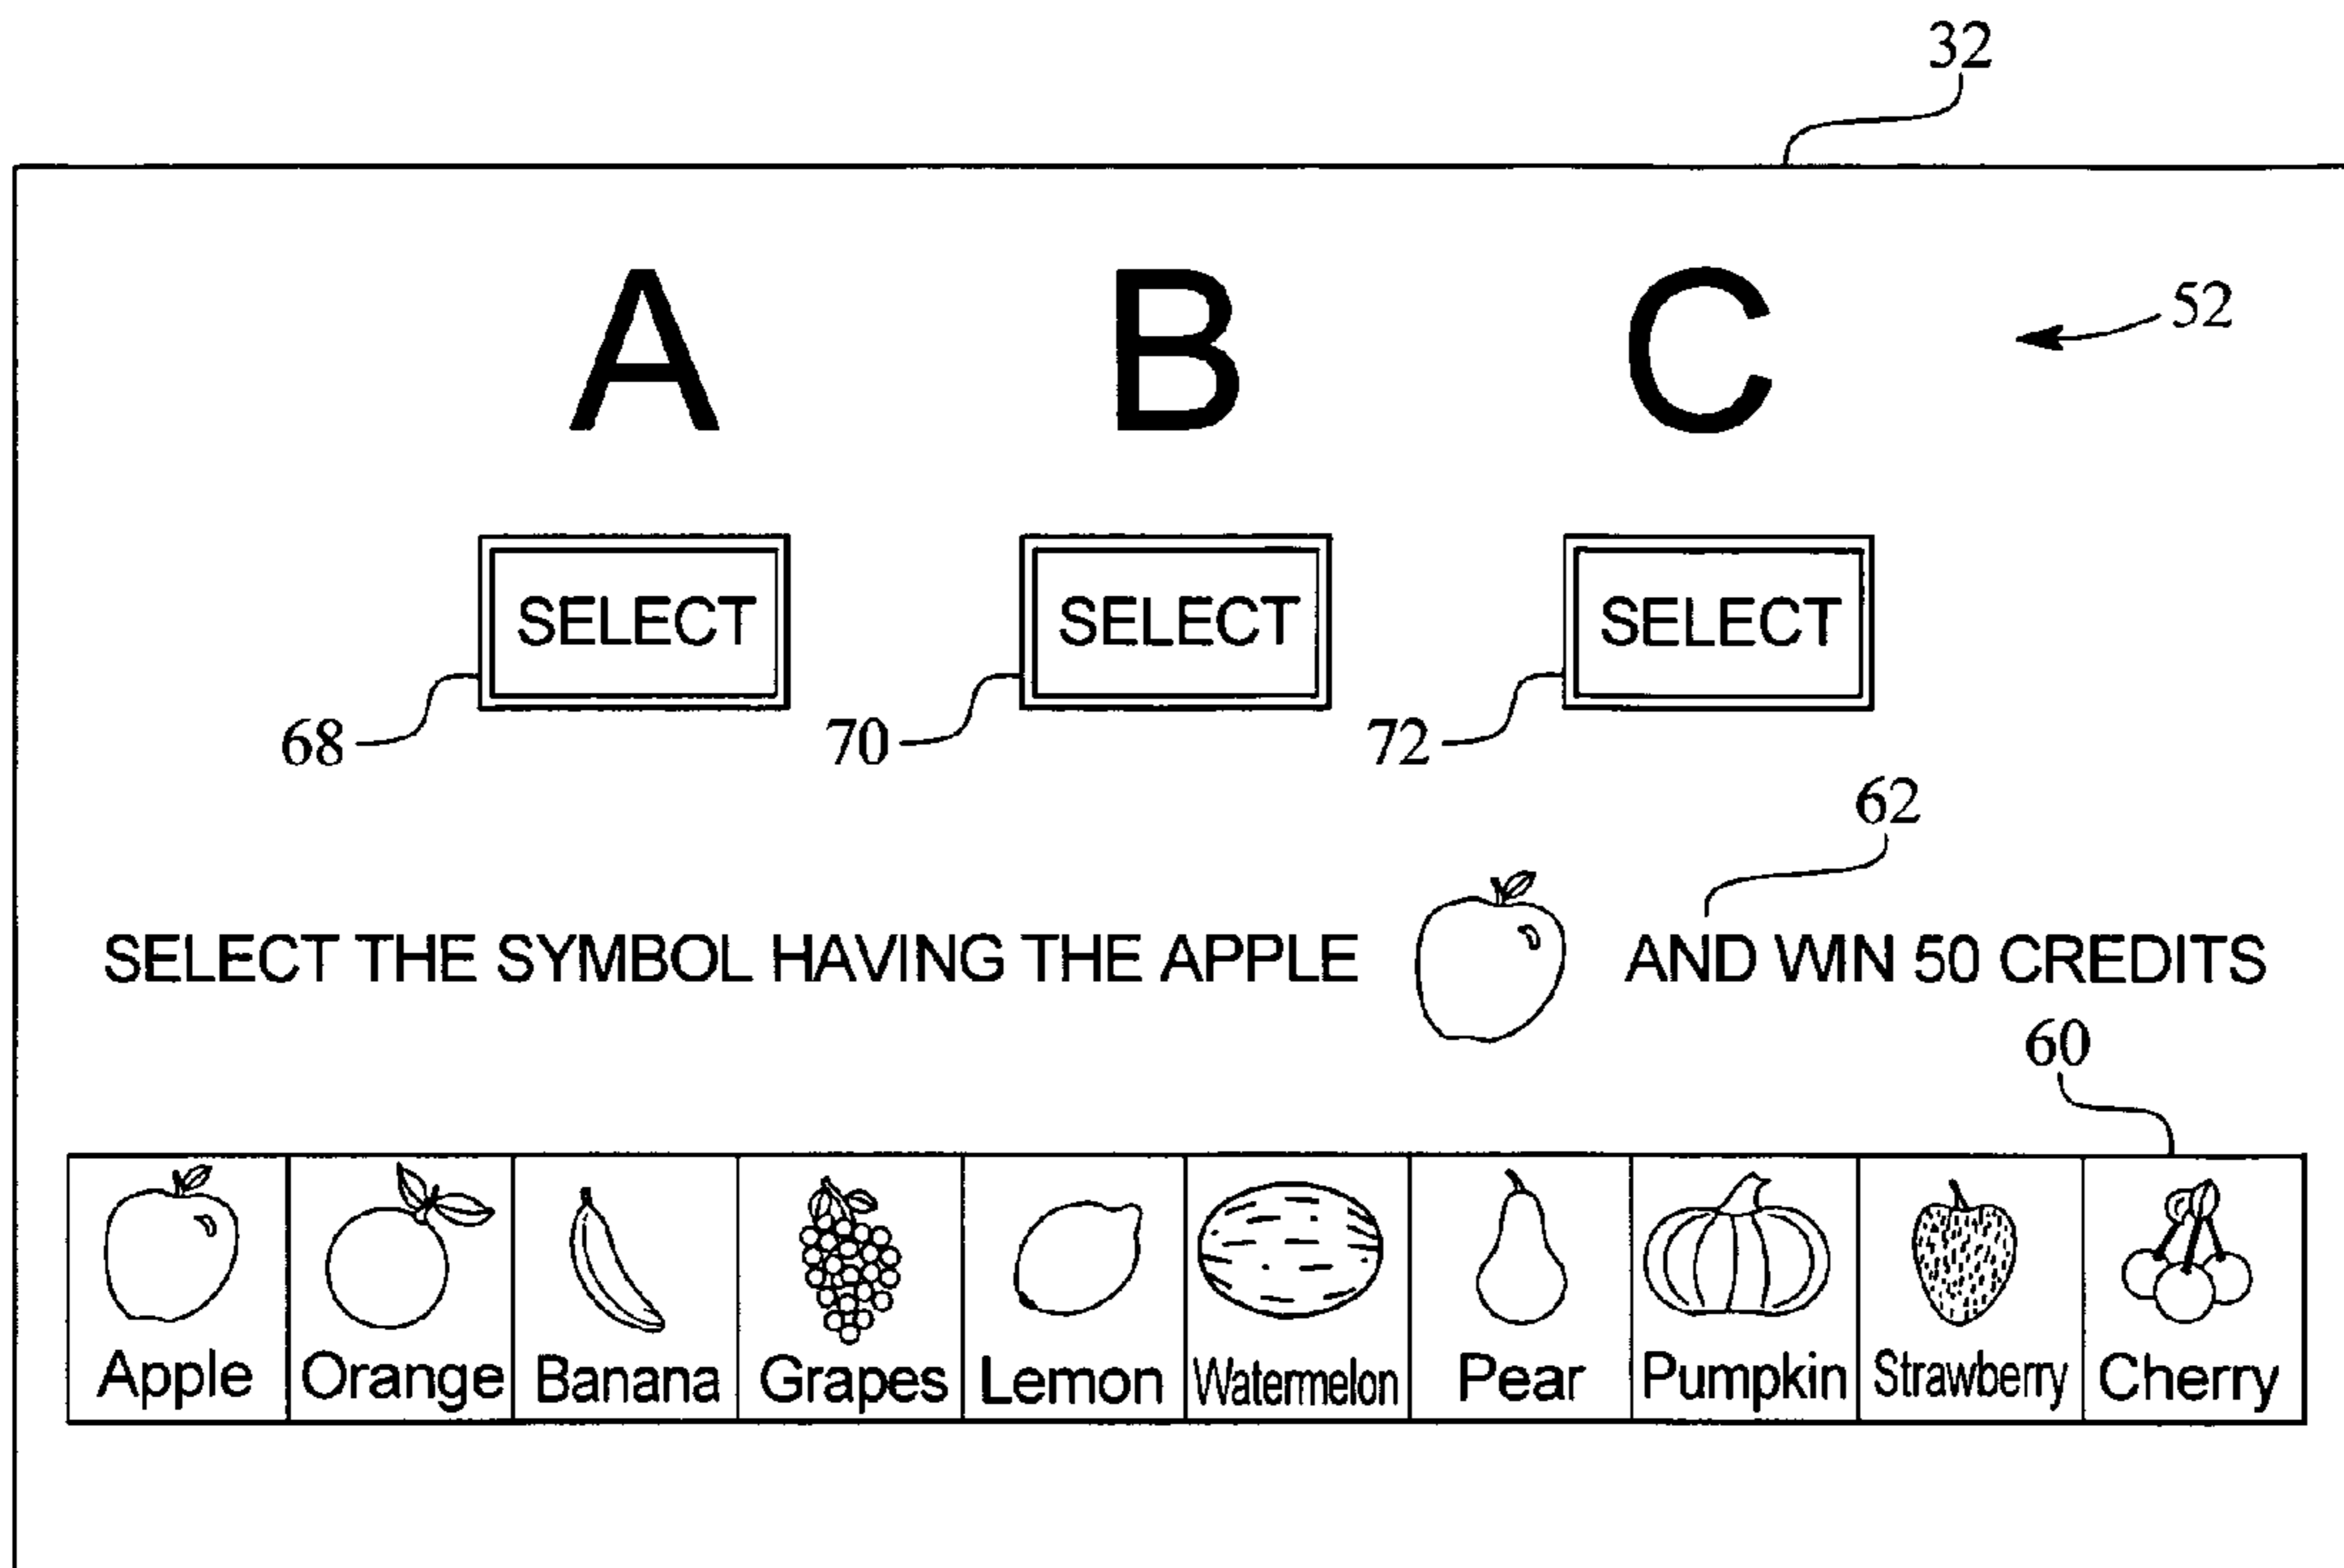 32
A B C
52
SELECT SELECT SELECT
68 70 72
62
SELECT THE SYMBOL HAVING THE APPLE AND WIN 50 CREDITS
60
Apple Orange Banana Grapes Lemon Watermelon Pear Pumpkin Strawberry Cherry